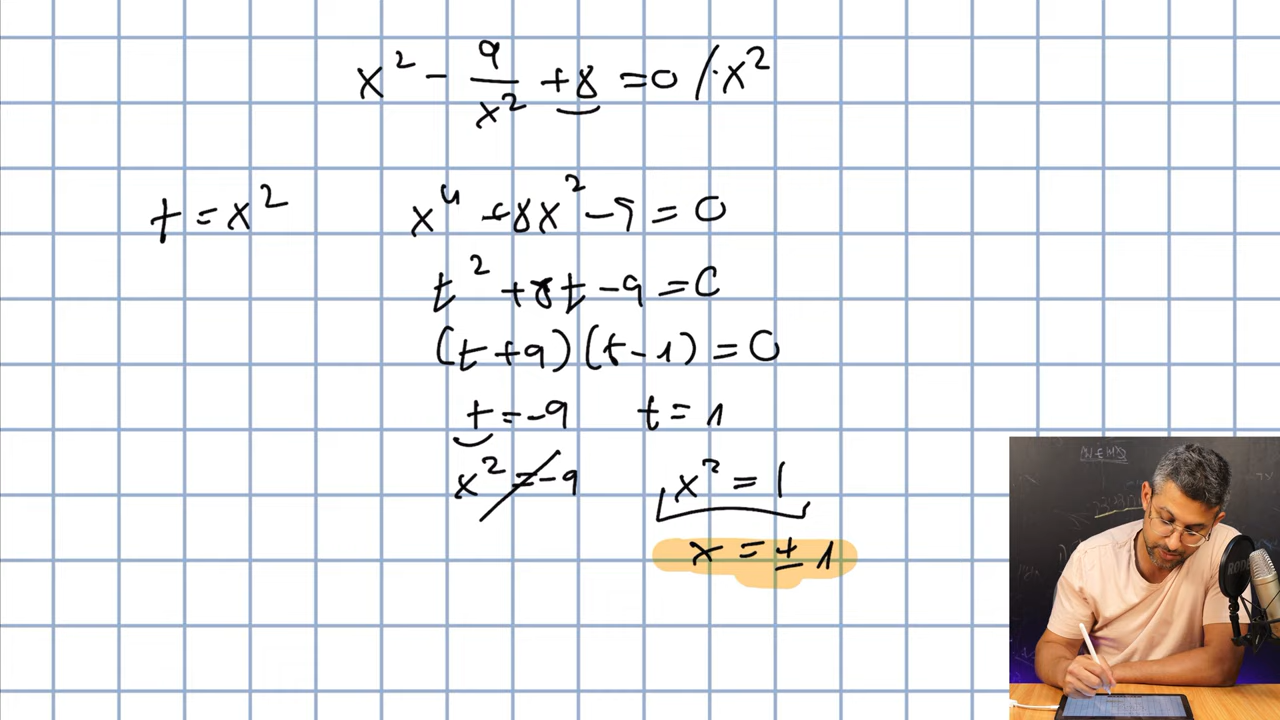 x² - 9/x² + 8 = 0 /·x²
t = x²
x⁴ + 8x² - 9 = 0
t² + 8t - 9 = 0
(t + 9)(t - 1) = 0
t = -9 t = 1
x² = -9 x² = 1
x = ± 1
RODE